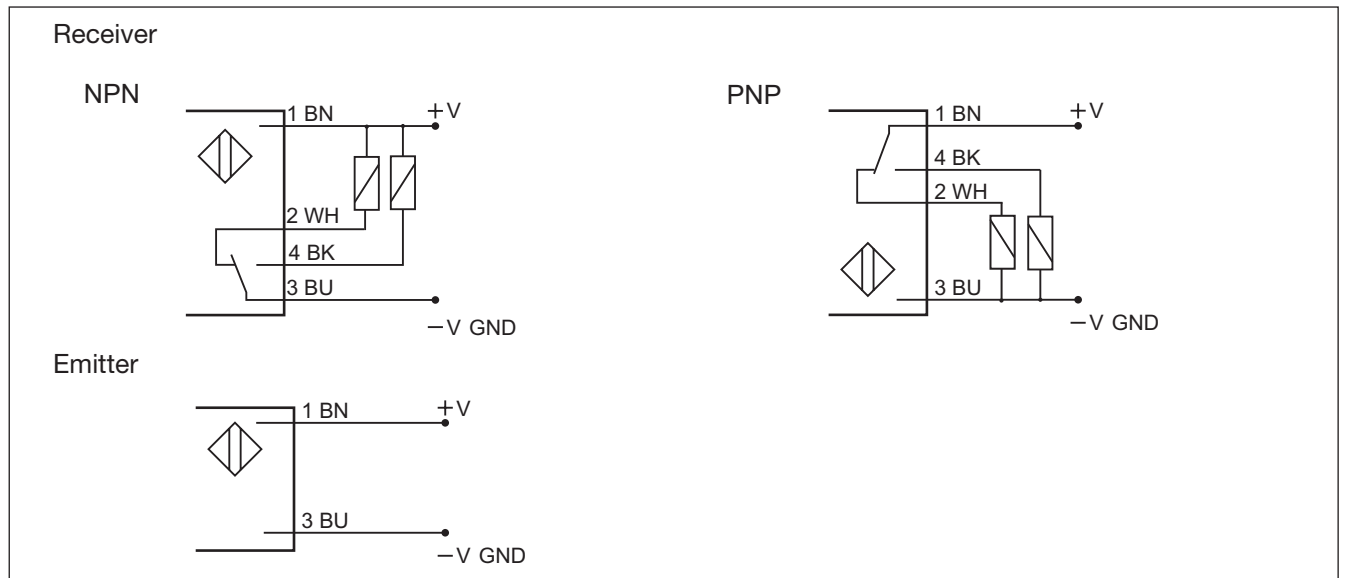 Receiver
NPN
1 BN
+V
2 WH
4 BK
3 BU
−V GND
PNP
1 BN
+V
4 BK
2 WH
3 BU
−V GND
Emitter
1 BN
+V
3 BU
−V GND